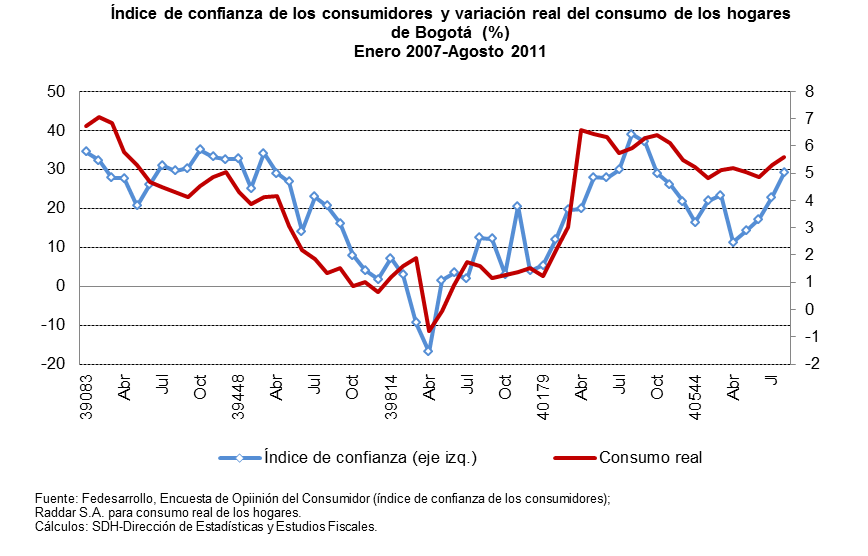 Índice de confianza de los consumidores y variación real del consumo de los hogares
de Bogotá (%)
Enero 2007-Agosto 2011
50
40
30
20
10
0
-10
-20
8
7
6
5
4
3
2
1
0
-1
-2
39083
Abr
Jul
Oct
39448
Abr
Jul
Oct
39814
Abr
Jul
Oct
40179
Abr
Jul
Oct
40544
Abr
Jl
Índice de confianza (eje izq.)
Consumo real
Fuente: Fedesarrollo, Encuesta de Opiinión del Consumidor (índice de confianza de los consumidores);
Raddar S.A. para consumo real de los hogares.
Cálculos: SDH-Dirección de Estadísticas y Estudios Fiscales.